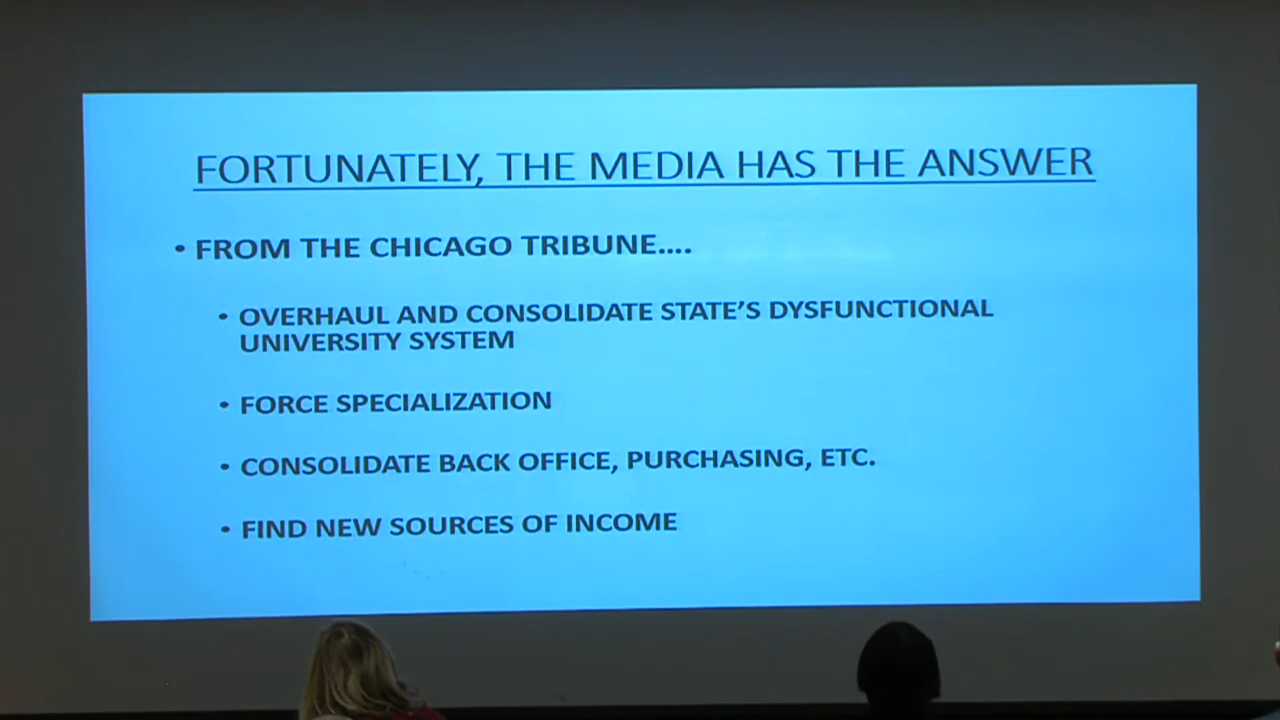 FORTUNATELY, THE MEDIA HAS THE ANSWER
• FROM THE CHICAGO TRIBUNE....
• OVERHAUL AND CONSOLIDATE STATE'S DYSFUNCTIONAL
UNIVERSITY SYSTEM
• FORCE SPECIALIZATION
• CONSOLIDATE BACK OFFICE, PURCHASING, ETC.
• FIND NEW SOURCES OF INCOME